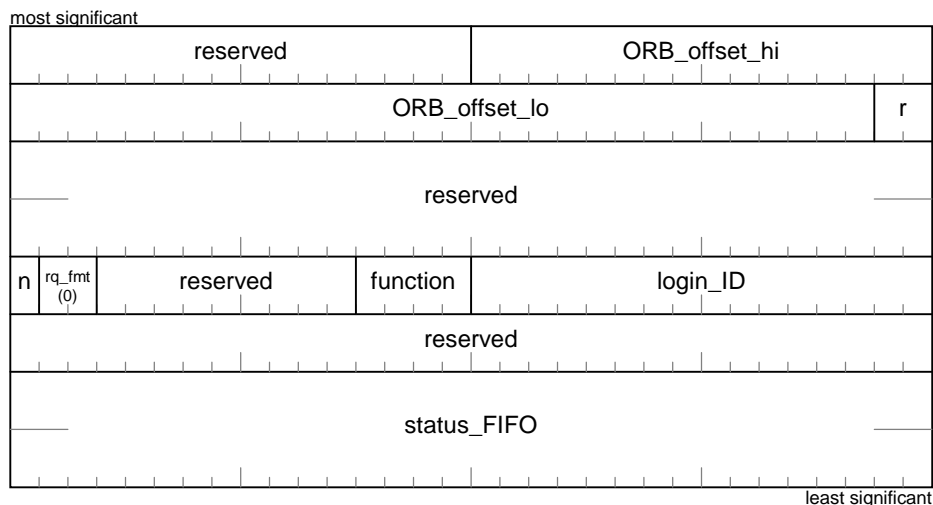 most significant
reserved ORB_offset_hi
ORB_offset_lo r
reserved
n rq_fmt (0) reserved function login_ID
reserved
status_FIFO
least significant